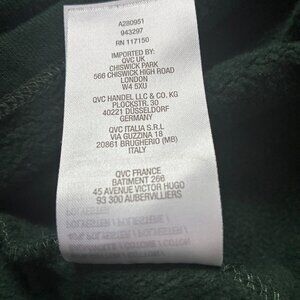 A280951
943297
RN 117150
IMPORTED BY:
QVC UK
CHISWICK PARK
566 CHISWICK HIGH ROAD
LONDON
W4 5XU
QVC HANDEL LLC & CO. KG
PLOCKSTR. 30
40221 DÜSSELDORF
GERMANY
QVC ITALIA S.R.L
VIA GUZZINA 18
20861 BRUGHERIO (MB)
ITALY
QVC FRANCE
BATIMENT 266
45 AVENUE VICTOR HUGO
93 300 AUBERVILLIERS